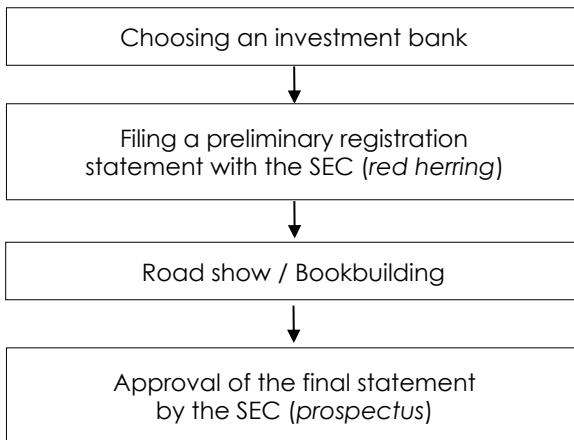 Choosing an investment bank
Filing a preliminary registration
statement with the SEC (red herring)
Road show / Bookbuilding
Approval of the final statement
by the SEC (prospectus)